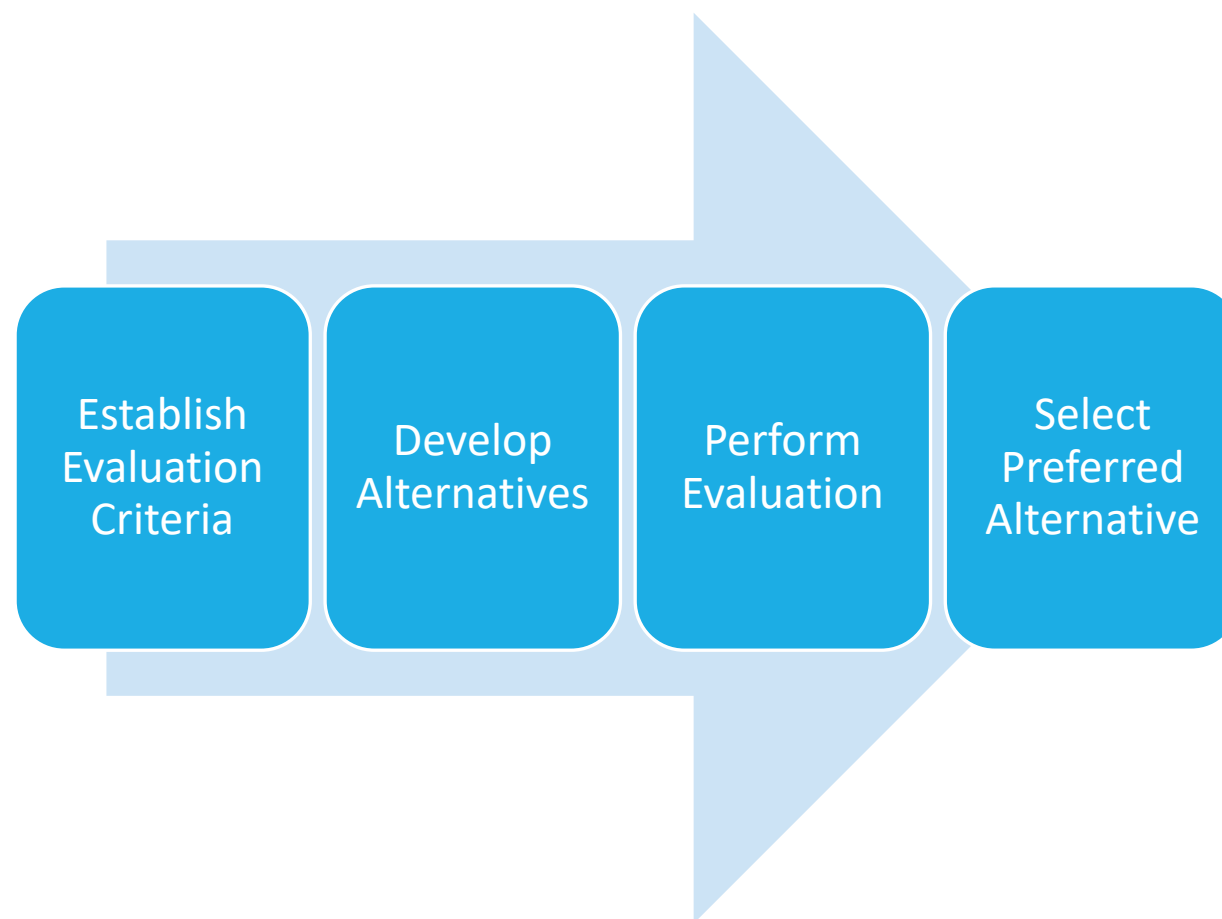 Establish
Evaluation
Criteria
Develop
Alternatives
Perform
Evaluation
Select
Preferred
Alternative